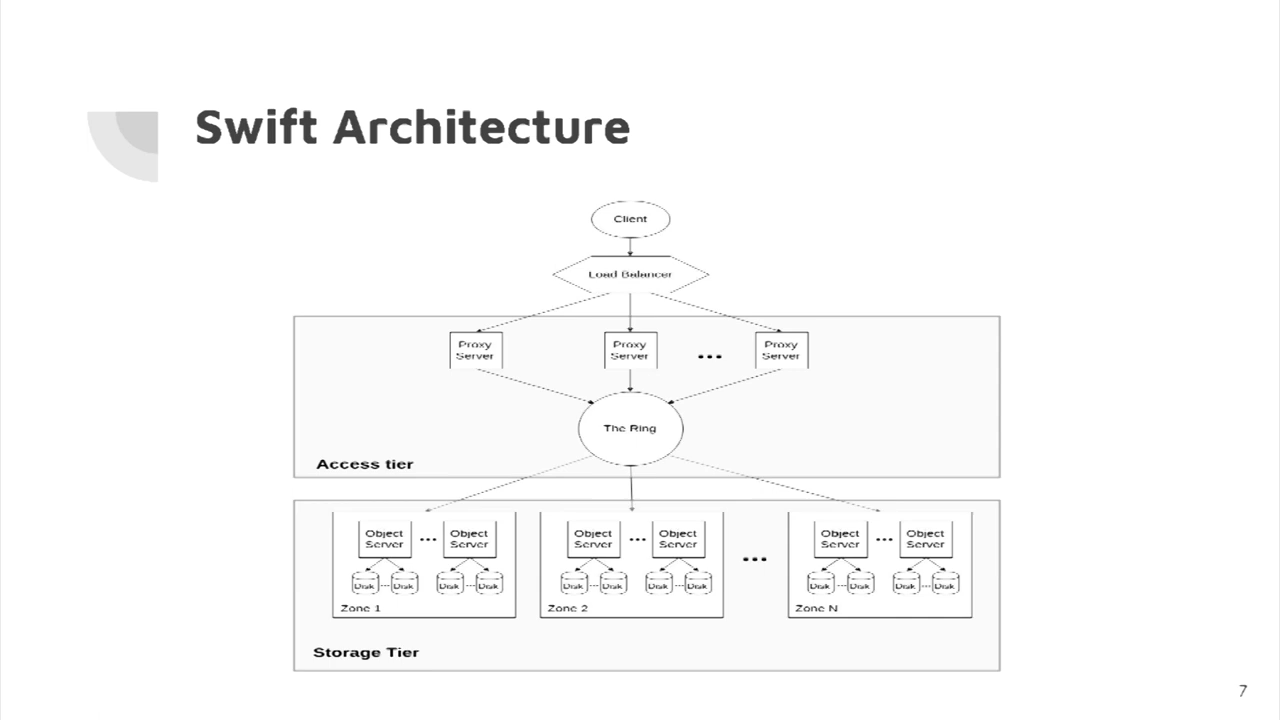 Swift Architecture
Client
Load Balancer
Proxy
Server
Proxy
Server
...
Proxy
Server
The Ring
Access tier
Object
Server
...
Object
Server
Disk
...
Disk
Disk
...
Disk
Zone 1
Object
Server
...
Object
Server
Disk
...
Disk
Disk
...
Disk
Zone 2
...
Object
Server
...
Object
Server
Disk
...
Disk
Disk
...
Disk
Zone N
Storage Tier
7